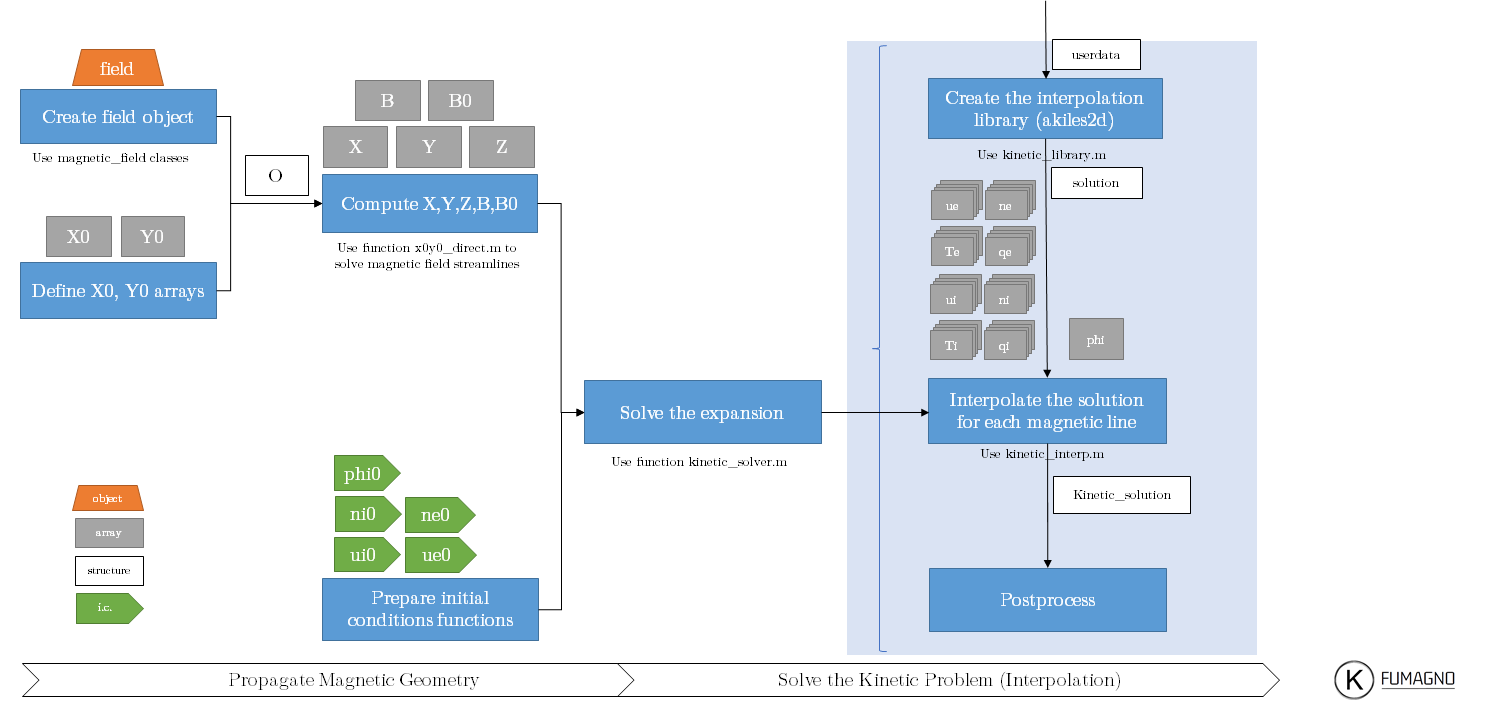 field
Create field object
Use magnetic_field classes
X0
Y0
Define X0, Y0 arrays
O
B
B0
X
Y
Z
Compute X,Y,Z,B,B0
Use function x0y0_direct.m to
solve magnetic field streamlines
phi0
ni0
ne0
ui0
ue0
Prepare initial
conditions functions
Solve the expansion
Use function kinetic_solver.m
userdata
Create the interpolation
library (akiles2d)
Use kinetic_library.m
solution
ue
ne
Te
qe
ui
ni
Ti
qi
phi
Interpolate the solution
for each magnetic line
Use kinetic_interp.m
Kinetic_solution
Postprocess
object
array
structure
i.c.
Propagate Magnetic Geometry
Solve the Kinetic Problem (Interpolation)
K
FUMAGNO